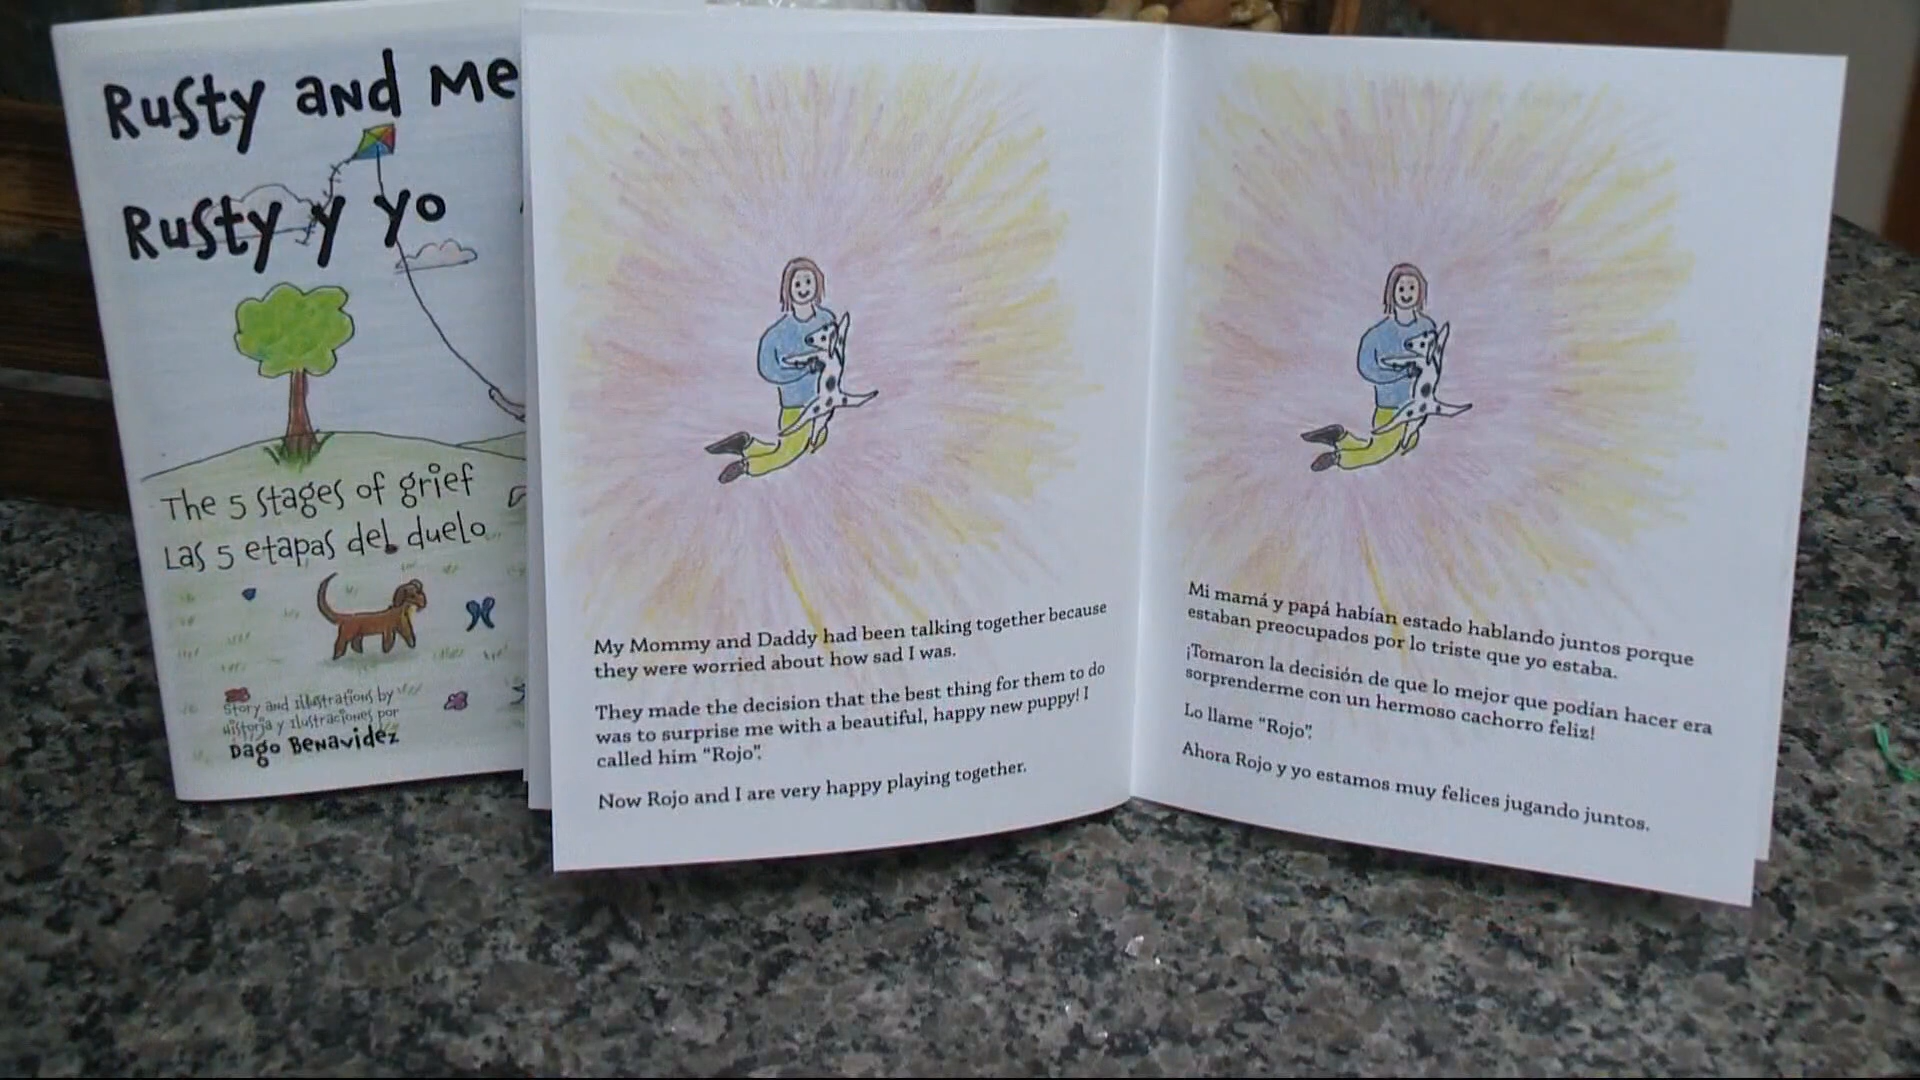 Rusty and Me
Rusty y yo
The 5 stages of grief
Las 5 etapas del duelo
Story and Illustrations by
Historia y Ilustraciones por
Dago Benavidez
My Mommy and Daddy had been talking together because
they were worried about how sad I was.
They made the decision that the best thing for them to do
was to surprise me with a beautiful, happy new puppy! I
called him “Rojo”.
Now Rojo and I are very happy playing together.
Mi mamá y papá habían estado hablando juntos porque
estaban preocupados por lo triste que yo estaba.
¡Tomaron la decisión de que lo mejor que podían hacer era
sorprenderme con un hermoso cachorro feliz!
Lo llame “Rojo”.
Ahora Rojo y yo estamos muy felices jugando juntos.